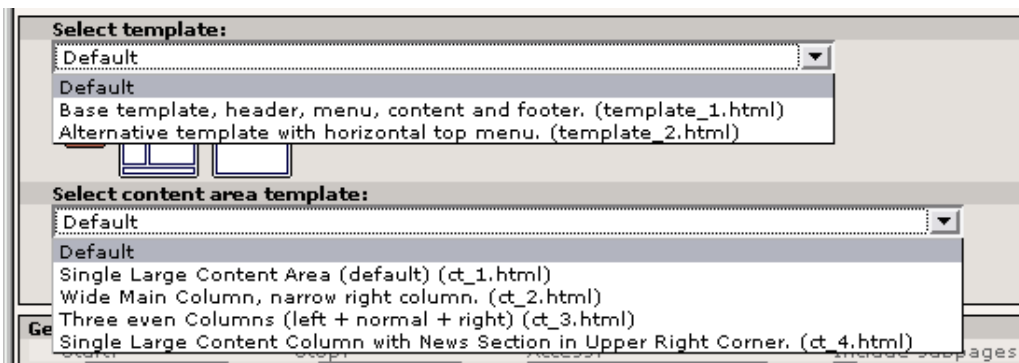 Select template:
Default
Default
Base template, header, menu, content and footer. (template_1.html)
Alternative template with horizontal top menu. (template_2.html)
Select content area template:
Default
Default
Single Large Content Area (default) (ct_1.html)
Wide Main Column, narrow right column. (ct_2.html)
Three even Columns (left + normal + right) (ct_3.html)
Ge
Single Large Content Column with News Section in Upper Right Corner. (ct_4.html)
Start: Stop: Access: Include subpages